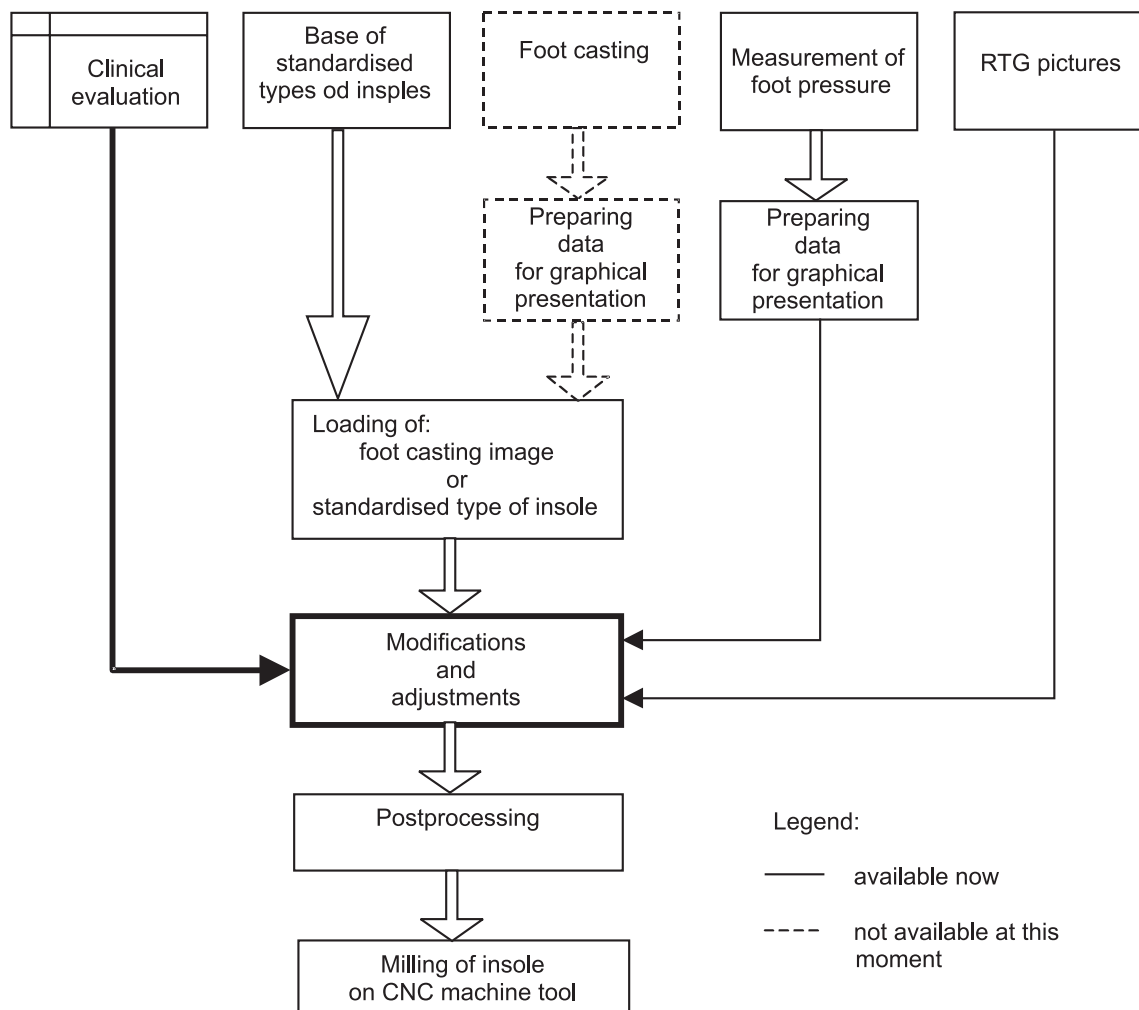 Clinical
evaluation
Base of
standardised
types od insples
Foot casting
Measurement of
foot pressure
RTG pictures
Preparing
data
for graphical
presentation
Preparing
data
for graphical
presentation
Loading of:
foot casting image
or
standardised type of insole
Modifications
and
adjustments
Postprocessing
Milling of insole
on CNC machine tool
Legend:
available now
not available at this
moment